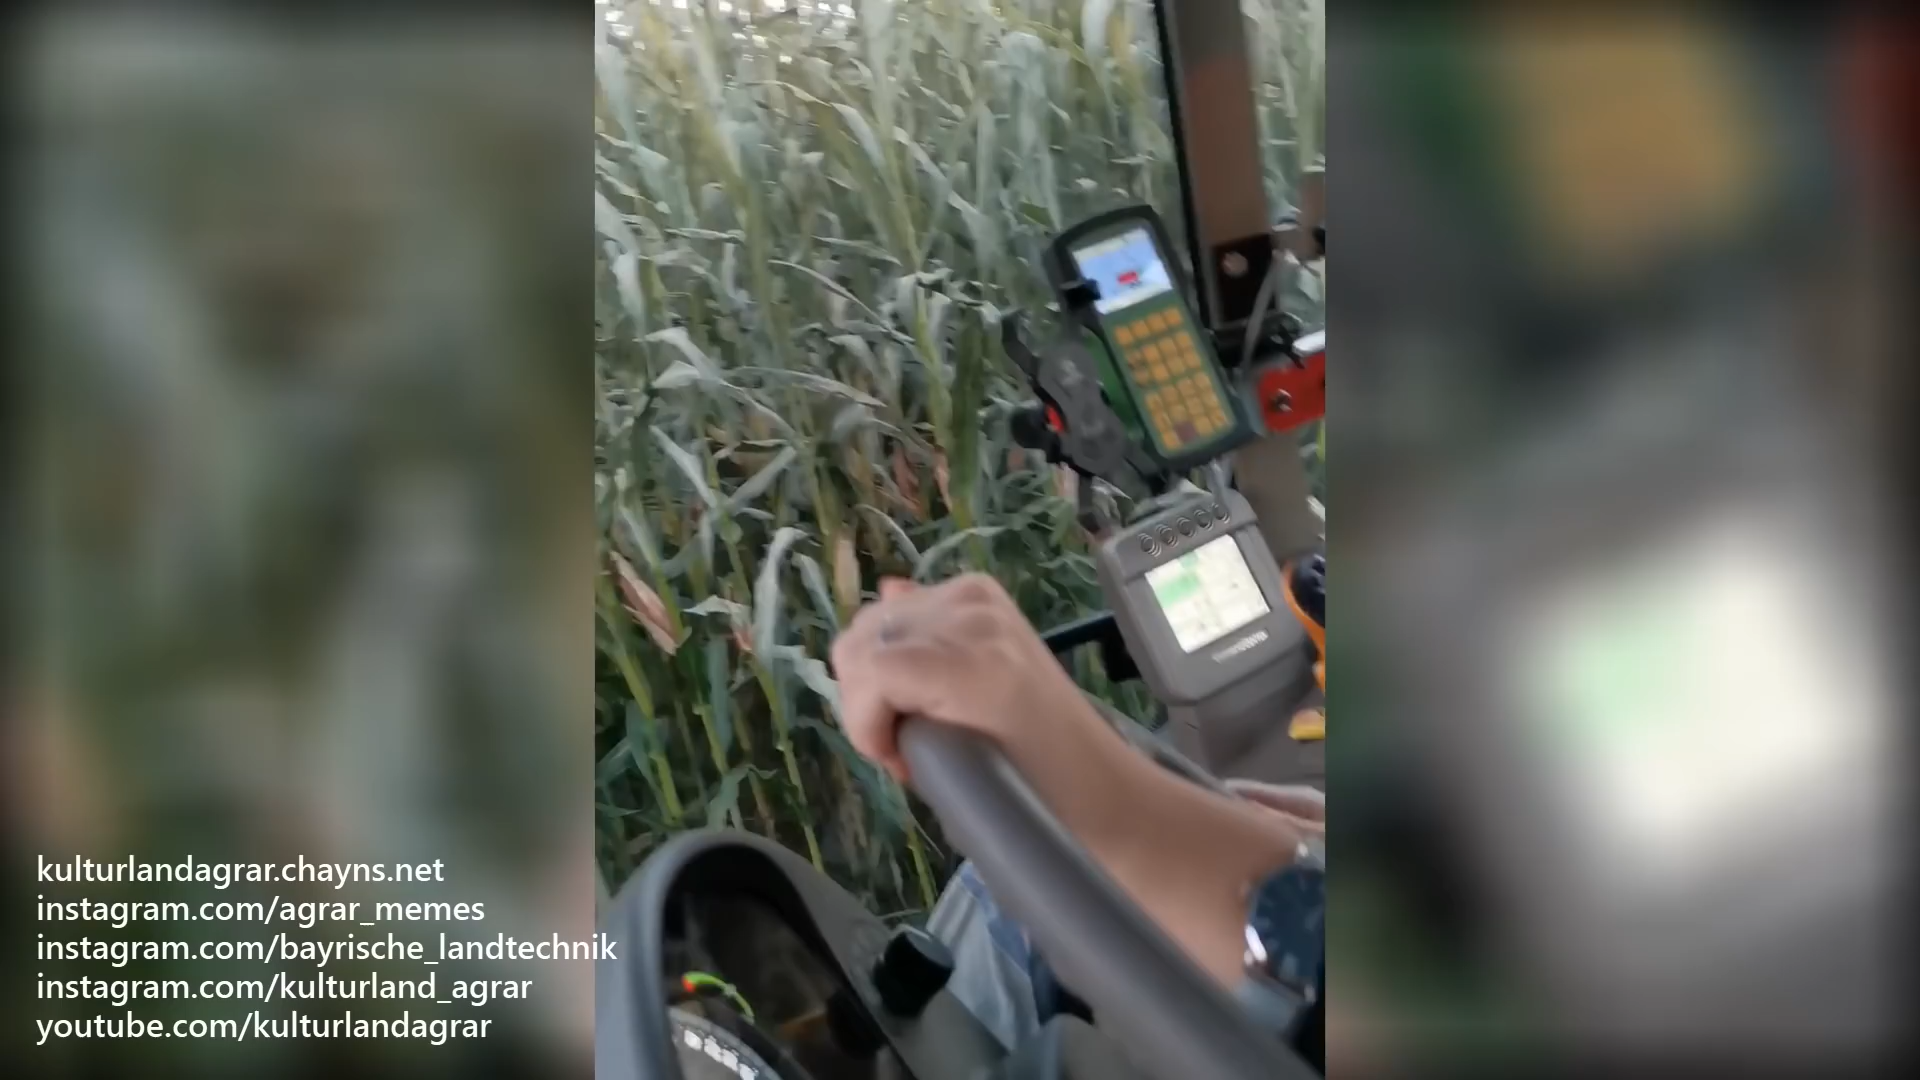 kulturlandagrar.chayns.net
instagram.com/agrar_memes
instagram.com/bayrische_landtechnik
instagram.com/kulturland_agrar
youtube.com/kulturlandagrar